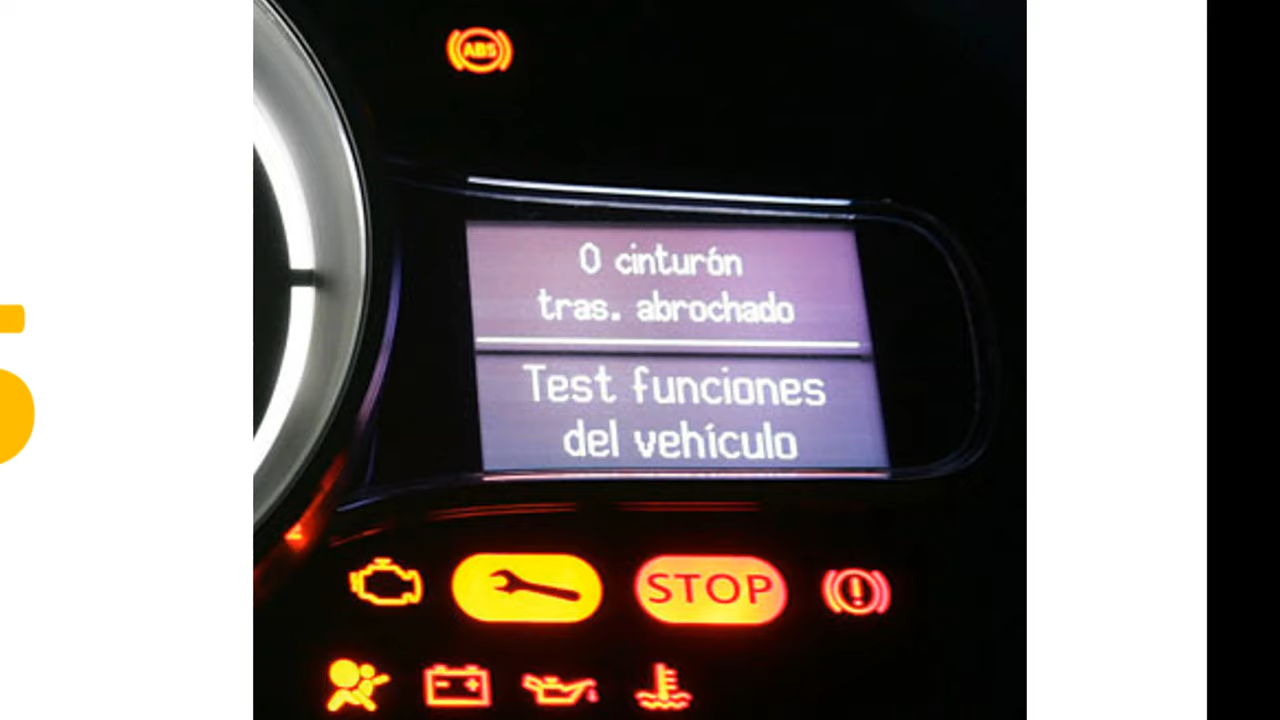 ABS
0 cinturón
tras. abrochado
Test funciones
del vehículo
STOP